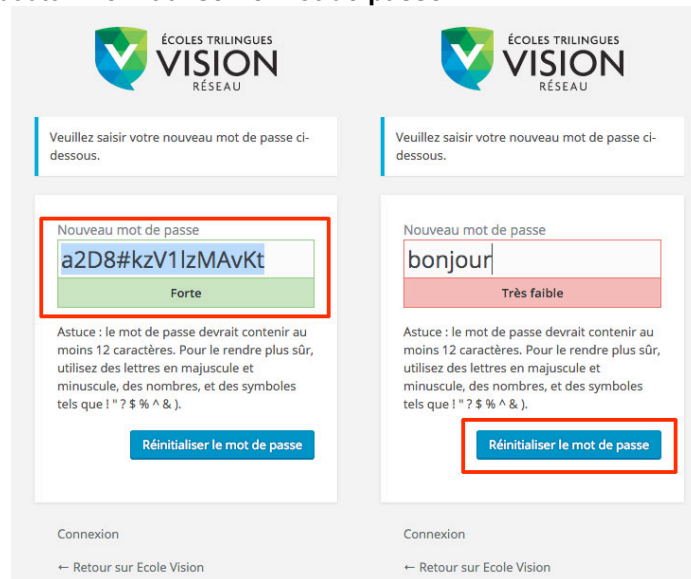 mot de passe
ÉCOLES TRILINGUES
VISION
RÉSEAU
Veuillez saisir votre nouveau mot de passe ci-
dessous.
Nouveau mot de passe
a2D8#kzV1lzMAvKt
Forte
Astuce : le mot de passe devrait contenir au
moins 12 caractères. Pour le rendre plus sûr,
utilisez des lettres en majuscule et
minuscule, des nombres, et des symboles
tels que ! " ? $ % ^ & ).
Réinitialiser le mot de passe
Connexion
← Retour sur Ecole Vision
ÉCOLES TRILINGUES
VISION
RÉSEAU
Veuillez saisir votre nouveau mot de passe ci-
dessous.
Nouveau mot de passe
bonjour
Très faible
Astuce : le mot de passe devrait contenir au
moins 12 caractères. Pour le rendre plus sûr,
utilisez des lettres en majuscule et
minuscule, des nombres, et des symboles
tels que ! " ? $ % ^ & ).
Réinitialiser le mot de passe
Connexion
← Retour sur Ecole Vision